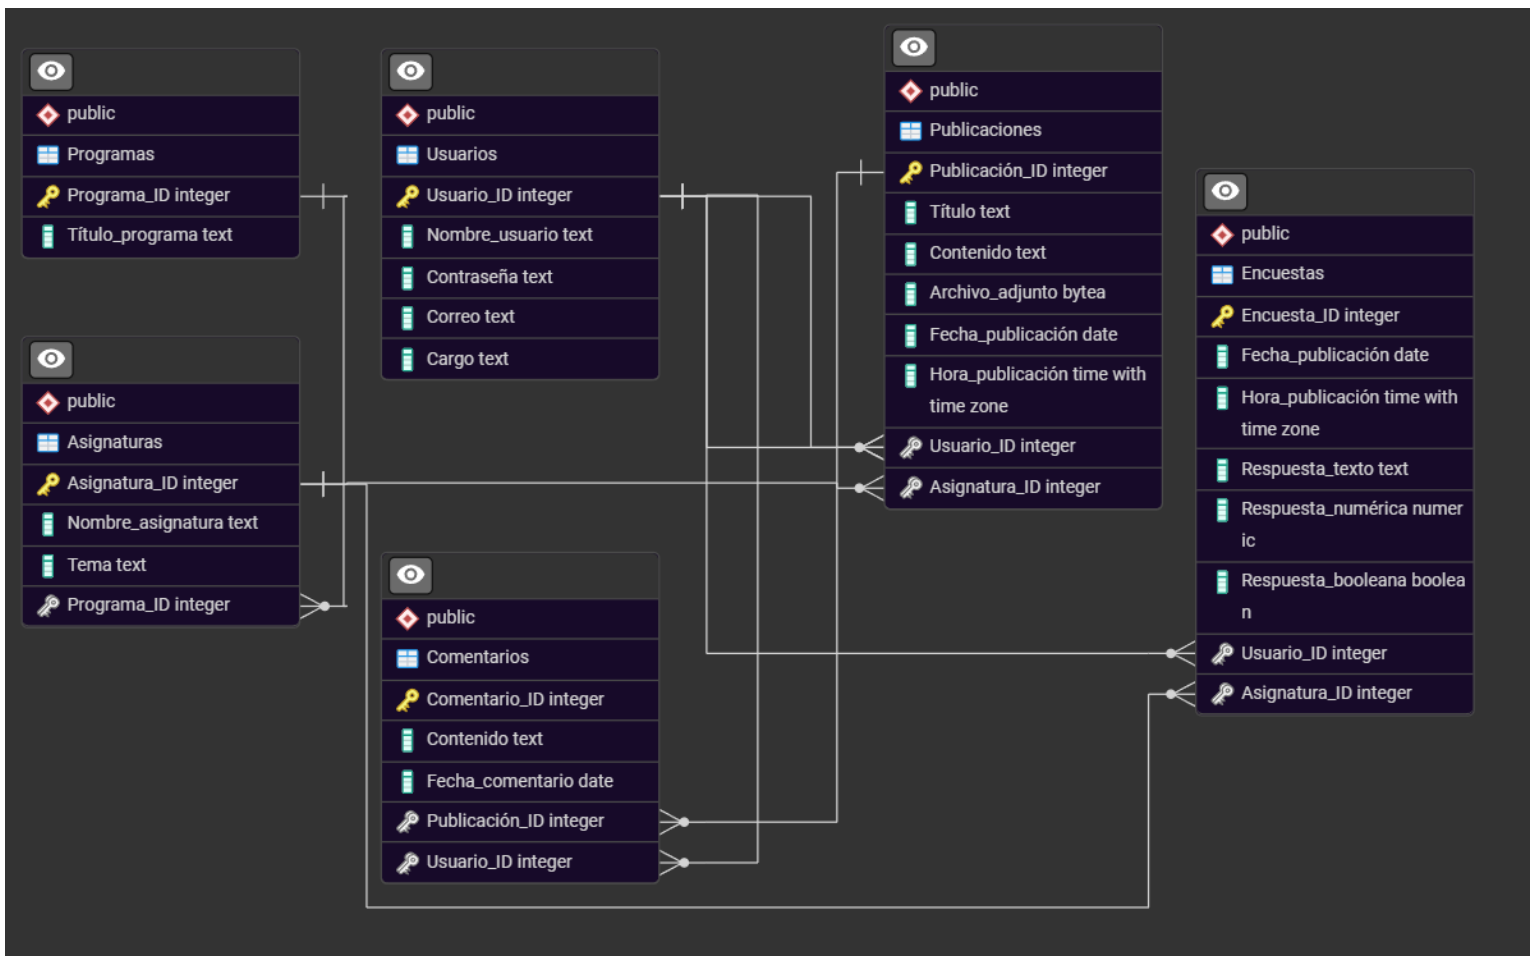 public
Programas
Programa_ID integer
Título_programa text
public
Asignaturas
Asignatura_ID integer
Nombre_asignatura text
Tema text
Programa_ID integer
public
Usuarios
Usuario_ID integer
Nombre_usuario text
Contraseña text
Correo text
Cargo text
public
Comentarios
Comentario_ID integer
Contenido text
Fecha_comentario date
Publicación_ID integer
Usuario_ID integer
public
Publicaciones
Publicación_ID integer
Título text
Contenido text
Archivo_adjunto bytea
Fecha_publicación date
Hora_publicación time with
time zone
Usuario_ID integer
Asignatura_ID integer
public
Encuestas
Encuesta_ID integer
Fecha_publicación date
Hora_publicación time with
time zone
Respuesta_texto text
Respuesta_numérica numer
ic
Respuesta_booleana boolea
n
Usuario_ID integer
Asignatura_ID integer